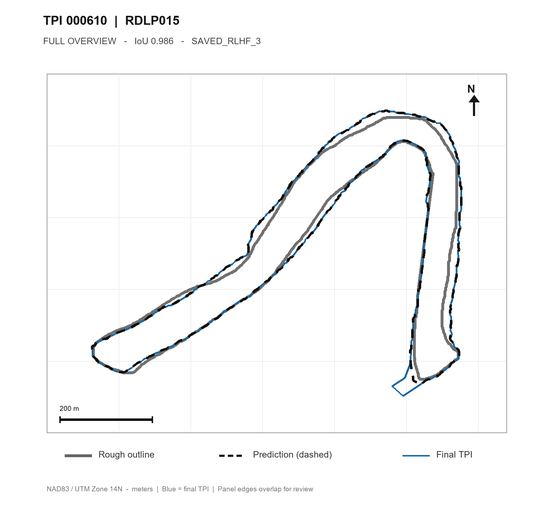 TPI 000610 | RDLP015
FULL OVERVIEW - IoU 0.986 - SAVED_RLHF_3
N
200 m
Rough outline
Prediction (dashed)
Final TPI
NAD83 / UTM Zone 14N - meters | Blue = final TPI | Panel edges overlap for review